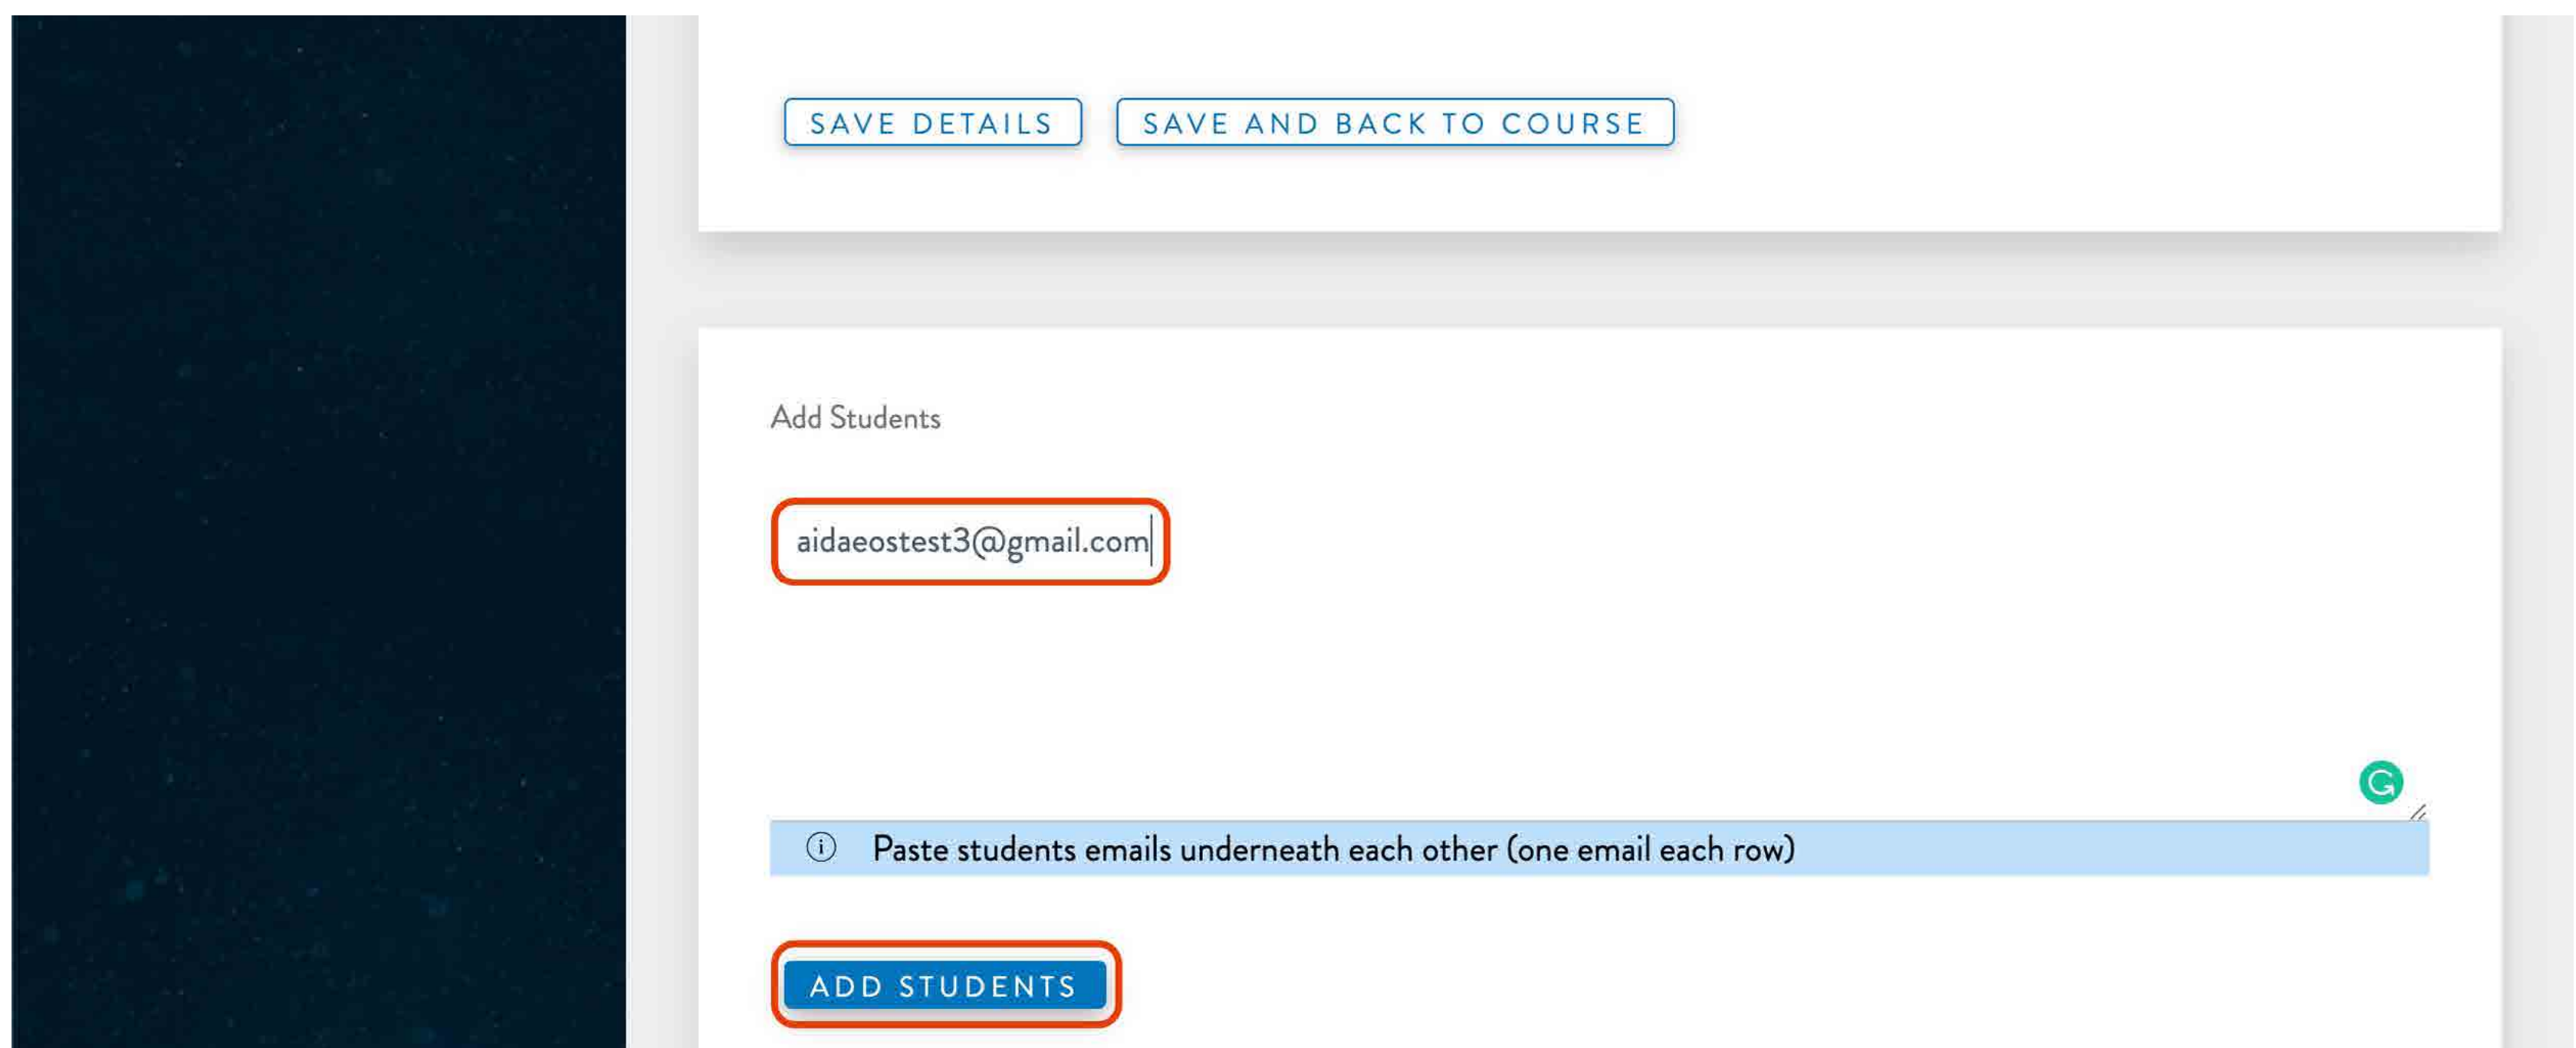 SAVE DETAILS SAVE AND BACK TO COURSE
Add Students
aidaeostest3@gmail.com
Paste students emails underneath each other (one email each row)
ADD STUDENTS